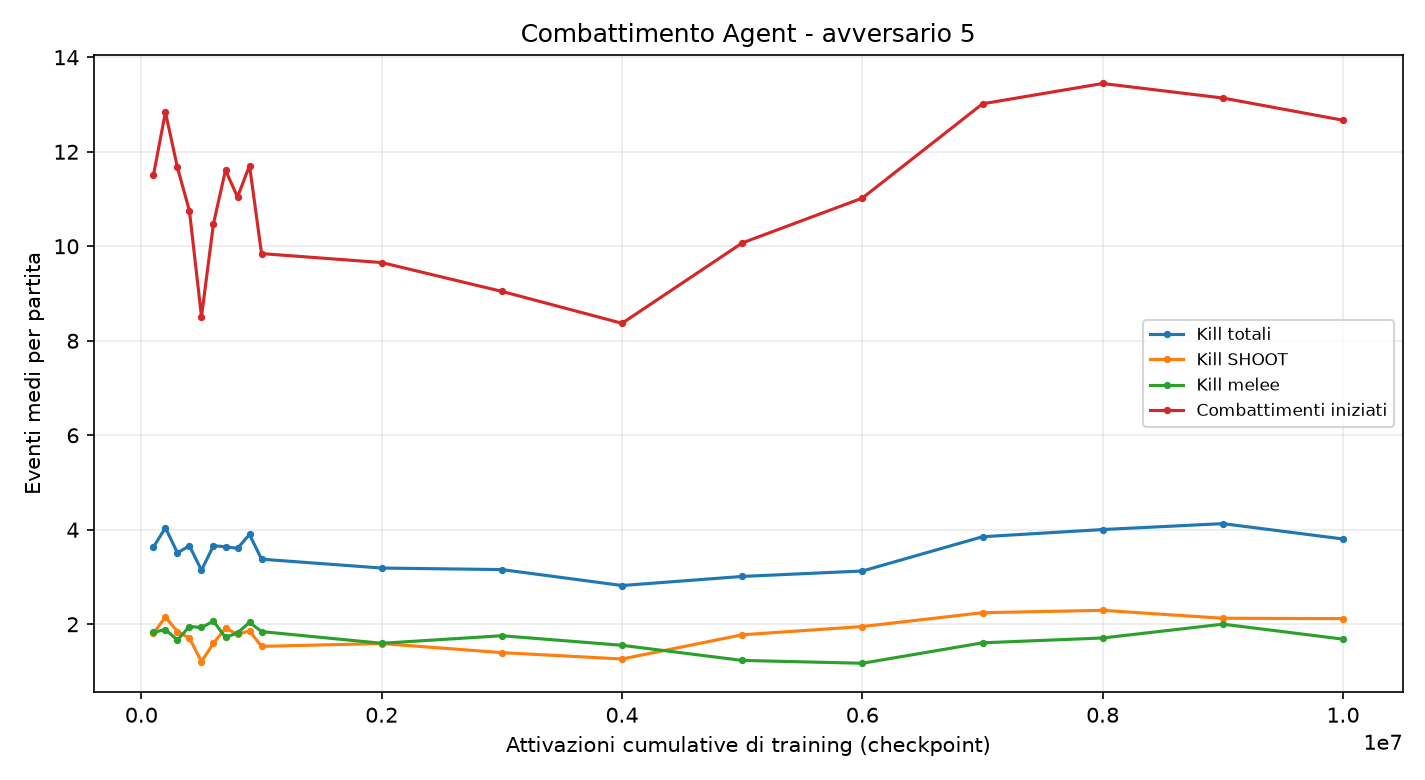 Combattimento Agent - avversario 5
Eventi medi per partita
14
12
10
8
6
4
2
Kill totali
Kill SHOOT
Kill melee
Combattimenti iniziati
0.0 0.2 0.4 0.6 0.8 1.0
1e7
Attivazioni cumulative di training (checkpoint)